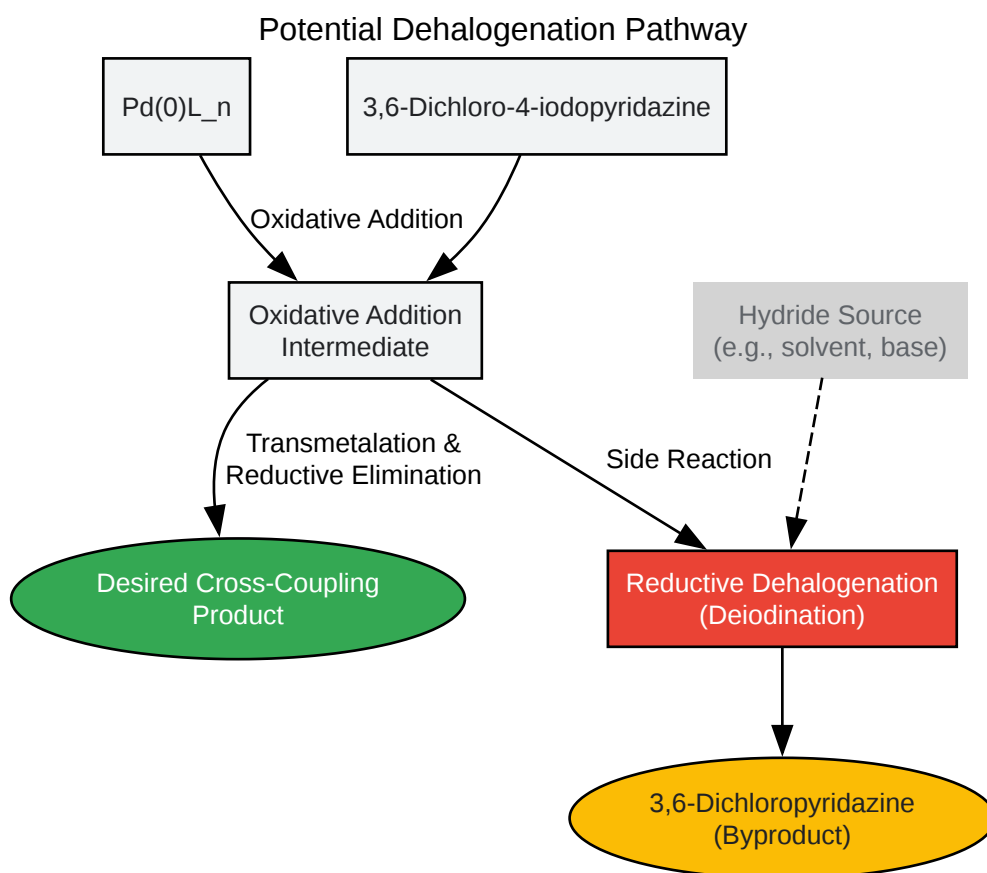 Potential Dehalogenation Pathway
Pd(0)L_n
3,6-Dichloro-4-iodopyridazine
Oxidative Addition
Oxidative Addition
Intermediate
Hydride Source
(e.g., solvent, base)
Transmetalation &
Reductive Elimination
Side Reaction
Desired Cross-Coupling
Product
Reductive Dehalogenation
(Deiodination)
3,6-Dichloropyridazine
(Byproduct)